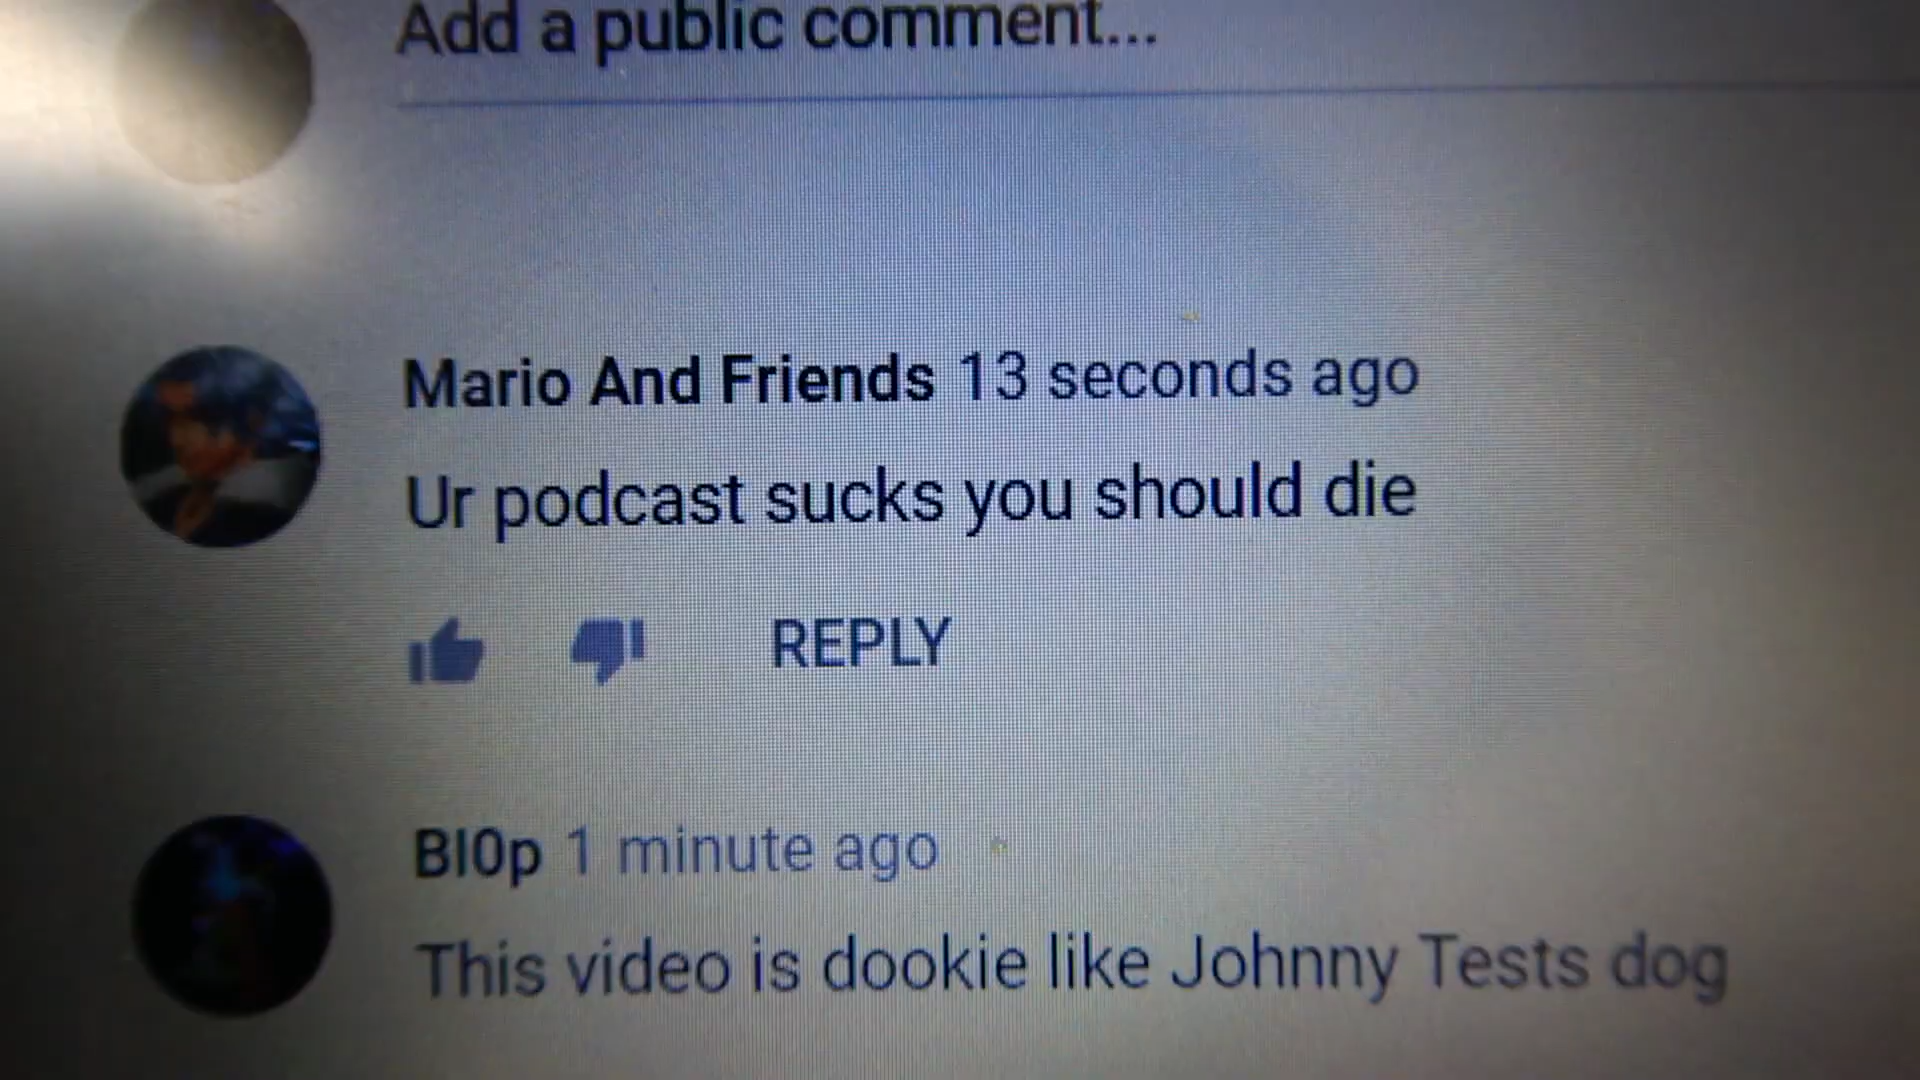 Add a public comment...
Mario And Friends 13 seconds ago
Ur podcast sucks you should die
REPLY
Bl0p 1 minute ago
This video is dookie like Johnny Tests dog